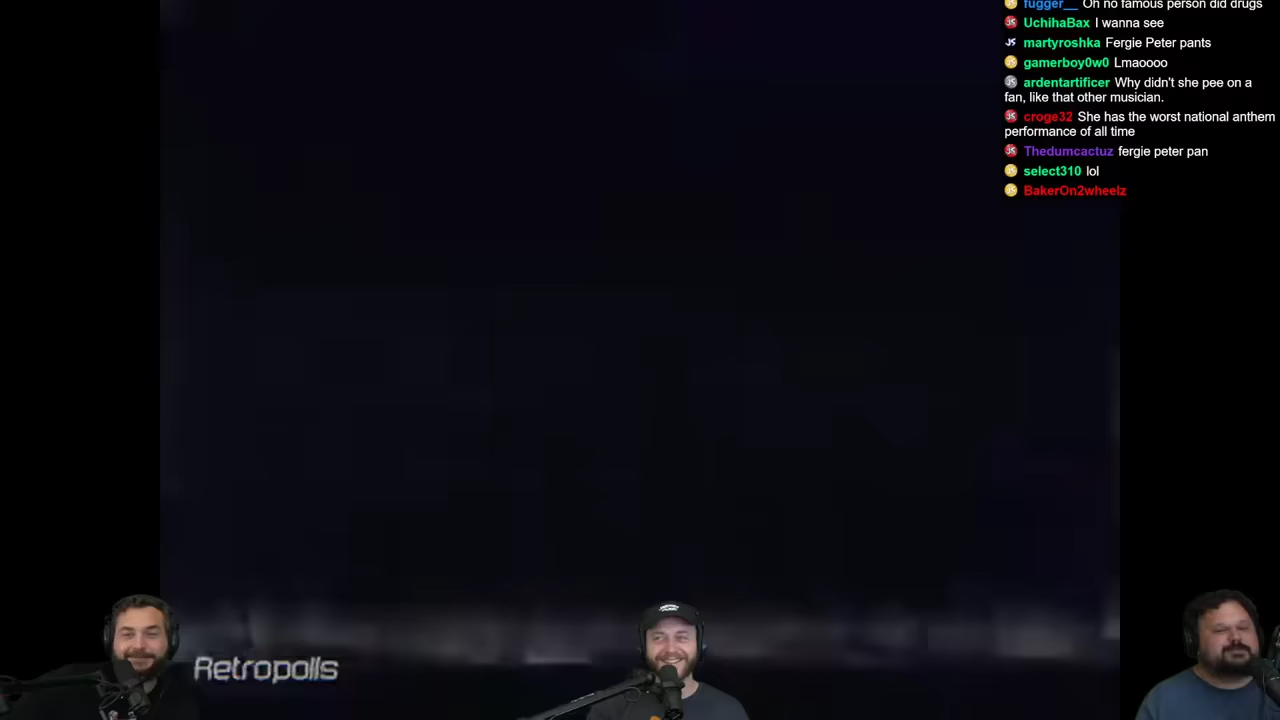 fugger__ Oh no famous person did drugs
UchihaBax I wanna see
martyroshka Fergie Peter pants
gamerboy0w0 Lmaoooo
ardentartificer Why didn't she pee on a
fan, like that other musician.
croge32 She has the worst national anthem
performance of all time
Thedumcactuz fergie peter pan
select310 lol
BakerOn2wheelz
Retropolis